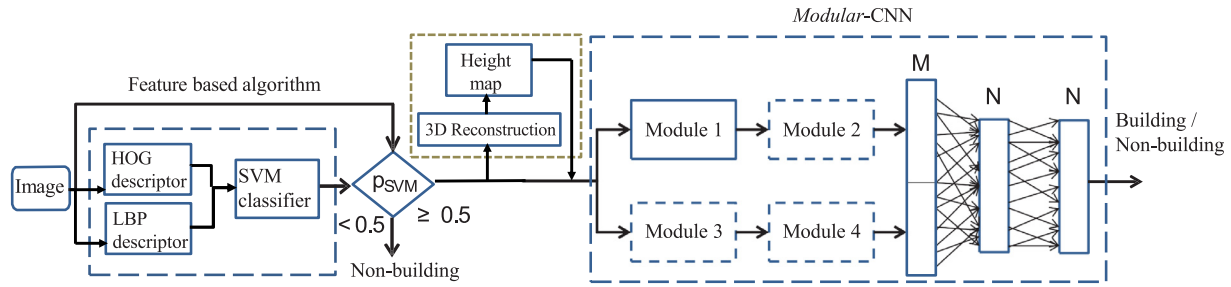 Modular-CNN
Feature based algorithm
Image
HOG
descriptor
LBP
descriptor
SVM
classifier
pSVM
< 0.5
≥ 0.5
Non-building
Height
map
3D Reconstruction
Module 1
Module 2
Module 3
Module 4
M
N
N
Building /
Non-building